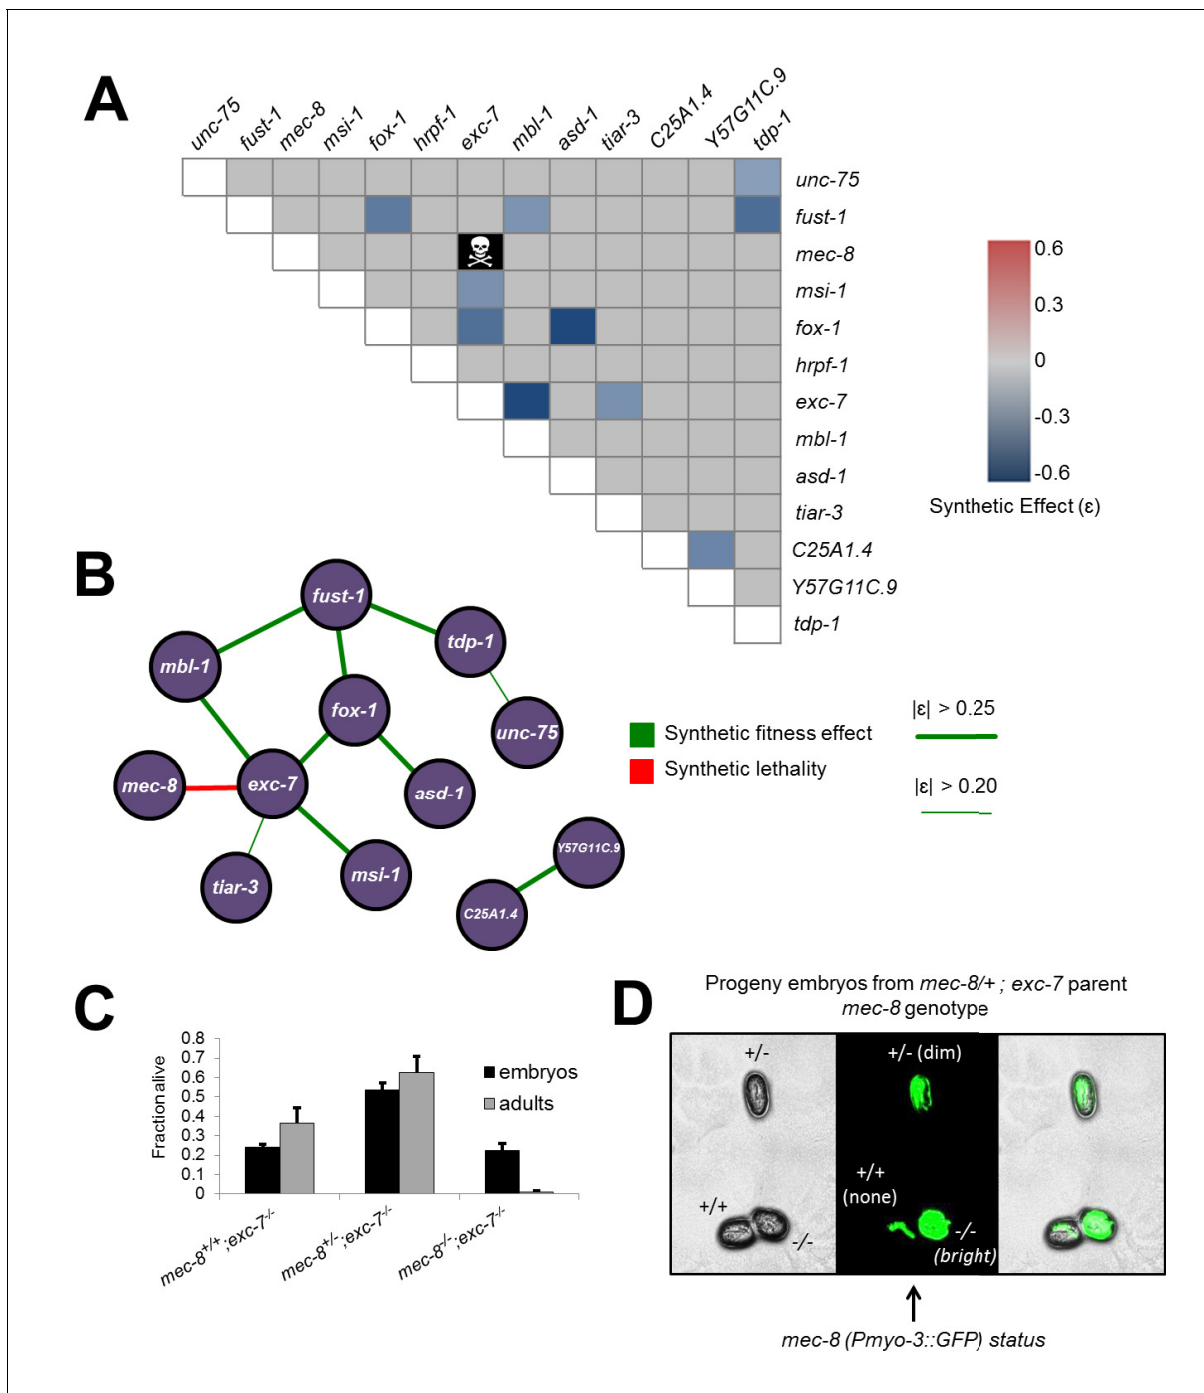 A
unc-75
fust-1
mec-8
msi-1
fox-1
hrpf-1
exc-7
mbl-1
asd-1
tiar-3
C25A1.4
Y57G11C.9
tdp-1
unc-75
fust-1
mec-8
msi-1
fox-1
hrpf-1
exc-7
mbl-1
asd-1
tiar-3
C25A1.4
Y57G11C.9
tdp-1
0.6
0.3
0
-0.3
-0.6
Synthetic Effect (ε)
B
fust-1
tdp-1
mbl-1
fox-1
unc-75
mec-8
exc-7
asd-1
Y57G11C.9
msi-1
tiar-3
C25A1.4
Synthetic fitness effect
Synthetic lethality
|ε| > 0.25
|ε| > 0.20
C
Fraction alive
0.8
0.7
0.6
0.5
0.4
0.3
0.2
0.1
0
embryos
adults
mec-8+/+;exc-7-/-
mec-8+/-;exc-7-/-
mec-8-/-;exc-7-/-
D
Progeny embryos from mec-8/+ ; exc-7 parent
mec-8 genotype
+/-
+/- (dim)
+/+
(none)
+/+
-/-
-/-
(bright)
mec-8 (Pmyo-3::GFP) status